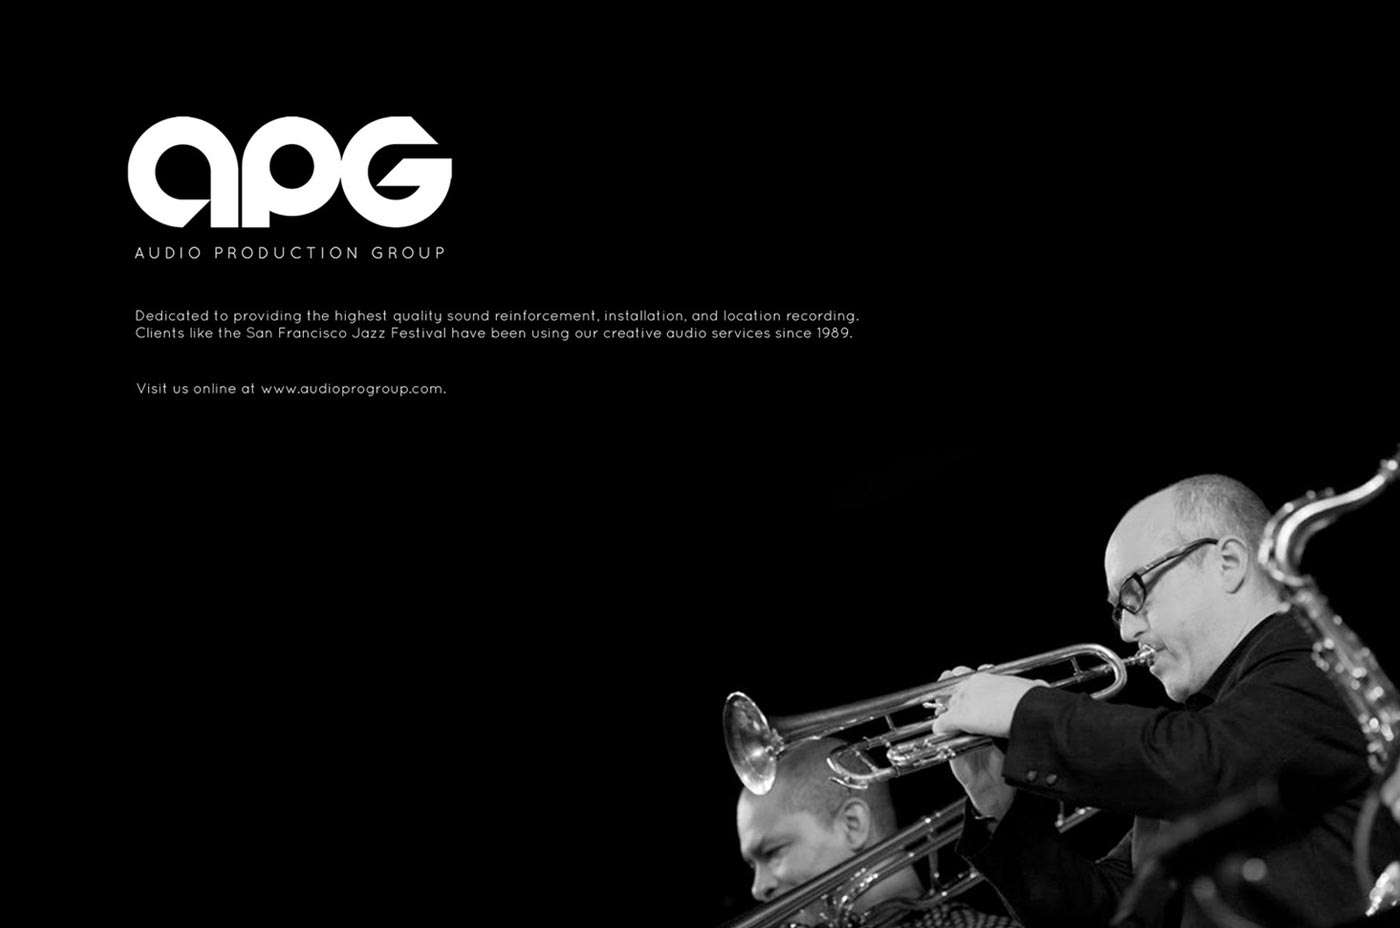 apG
AUDIO PRODUCTION GROUP
Dedicated to providing the highest quality sound reinforcement, installation, and location recording.
Clients like the San Francisco Jazz Festival have been using our creative audio services since 1989.
Visit us online at www.audioprogroup.com.